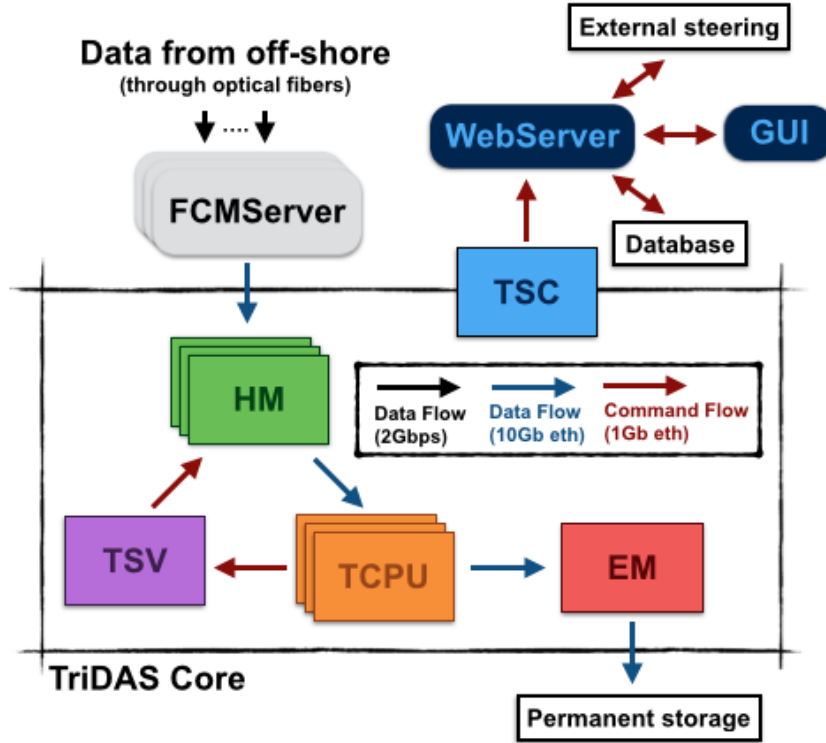 External steering
Data from off-shore
(through optical fibers)
....
WebServer
GUI
FCMServer
Database
TSC
HM
Data Flow
(2Gbps)
Data Flow
(10Gb eth)
Command Flow
(1Gb eth)
TSV
TCPU
EM
TriDAS Core
Permanent storage